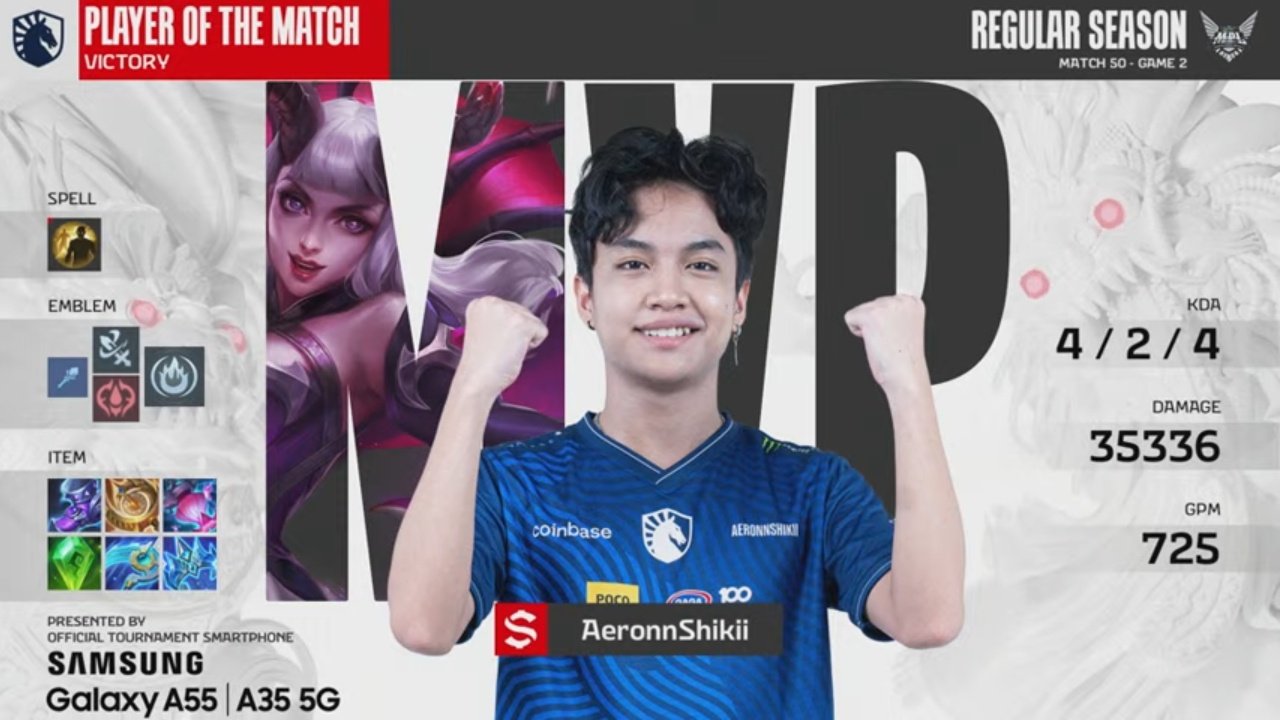 PLAYER OF THE MATCH
VICTORY
REGULAR SEASON
MATCH 50 - GAME 2
MVP
SPELL
EMBLEM
ITEM
KDA
4 / 2 / 4
DAMAGE
35336
GPM
725
coinbase
AERONNSHIKII
POCO
100
AeronnShikii
PRESENTED BY
OFFICIAL TOURNAMENT SMARTPHONE
SAMSUNG
Galaxy A55 | A35 5G